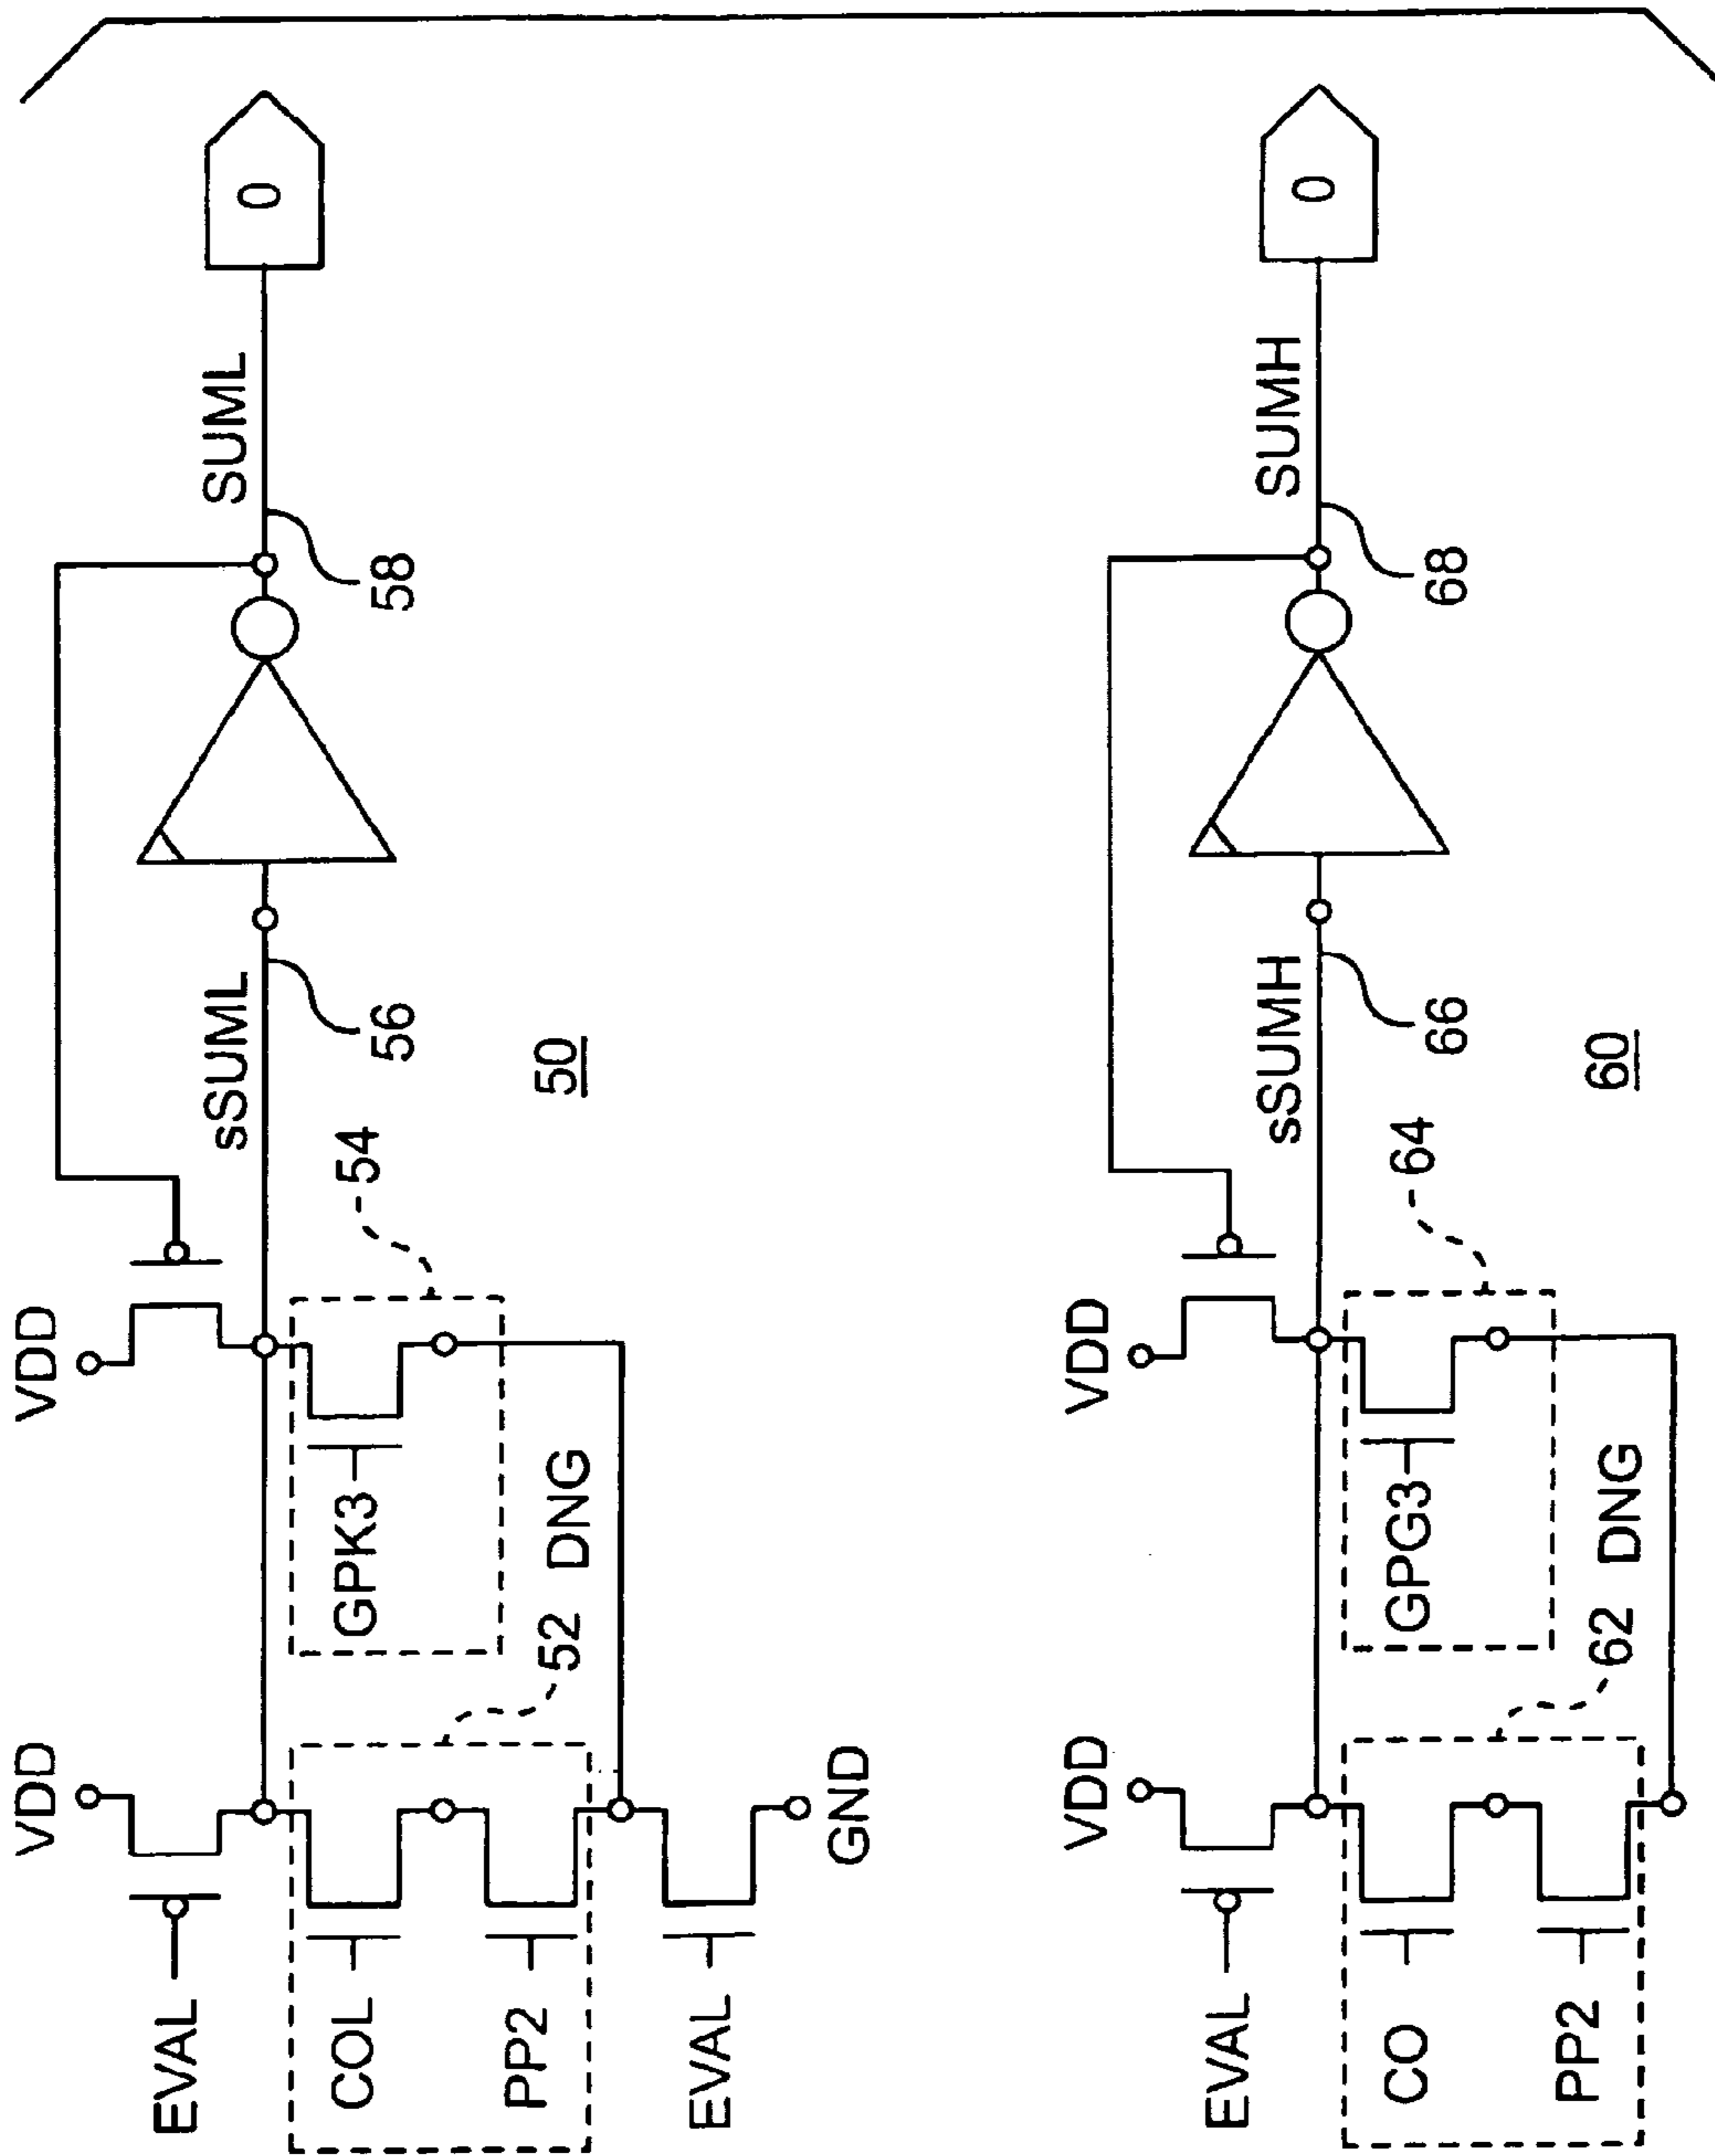 VDD
VDD
EVAL
COL
PP2
EVAL
GND
GPK3
52
DNG
54
sSUML
56
50
58
SUML
0
VDD
VDD
EVAL
CO
PP2
GPG3
62
DNG
64
sSUMH
66
60
68
SUMH
0